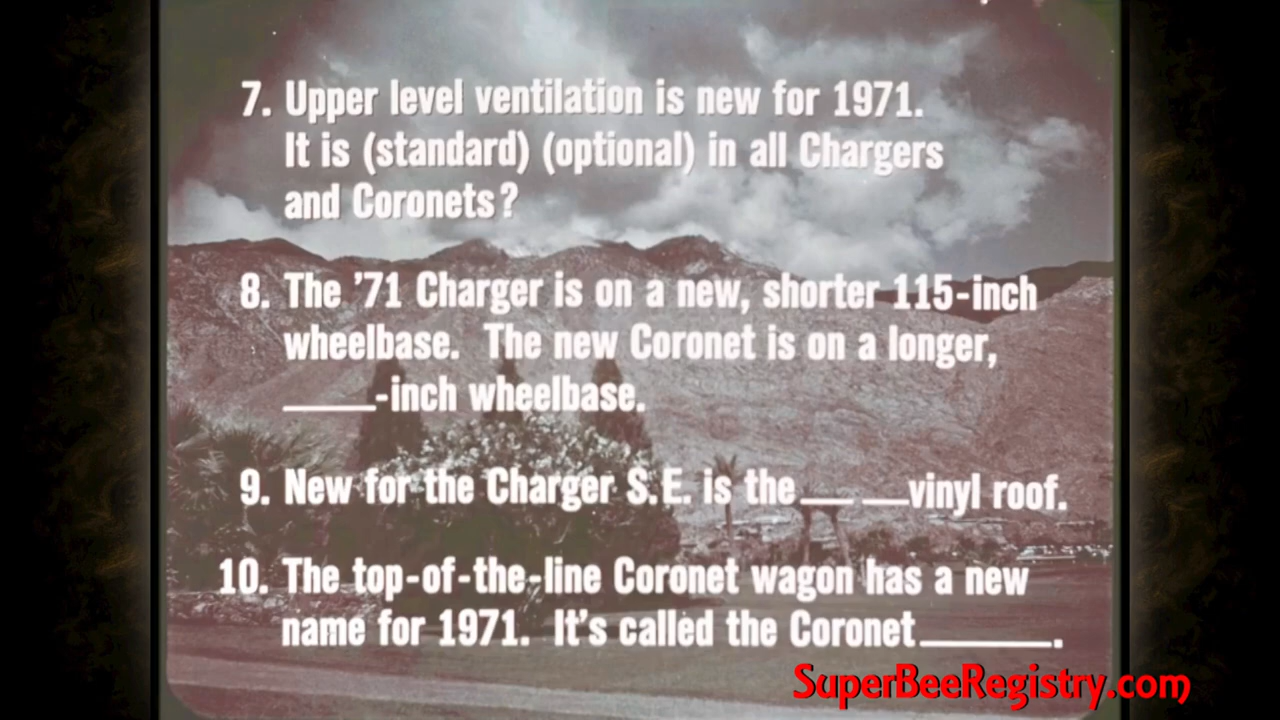 7. Upper level ventilation is new for 1971.
It is (standard) (optional) in all Chargers
and Coronets?
8. The '71 Charger is on a new, shorter 115-inch
wheelbase. The new Coronet is on a longer,
____-inch wheelbase.
9. New for the Charger S.E. is the __ __vinyl roof.
10. The top-of-the-line Coronet wagon has a new
name for 1971. It's called the Coronet______.
SuperBeeRegistry.com